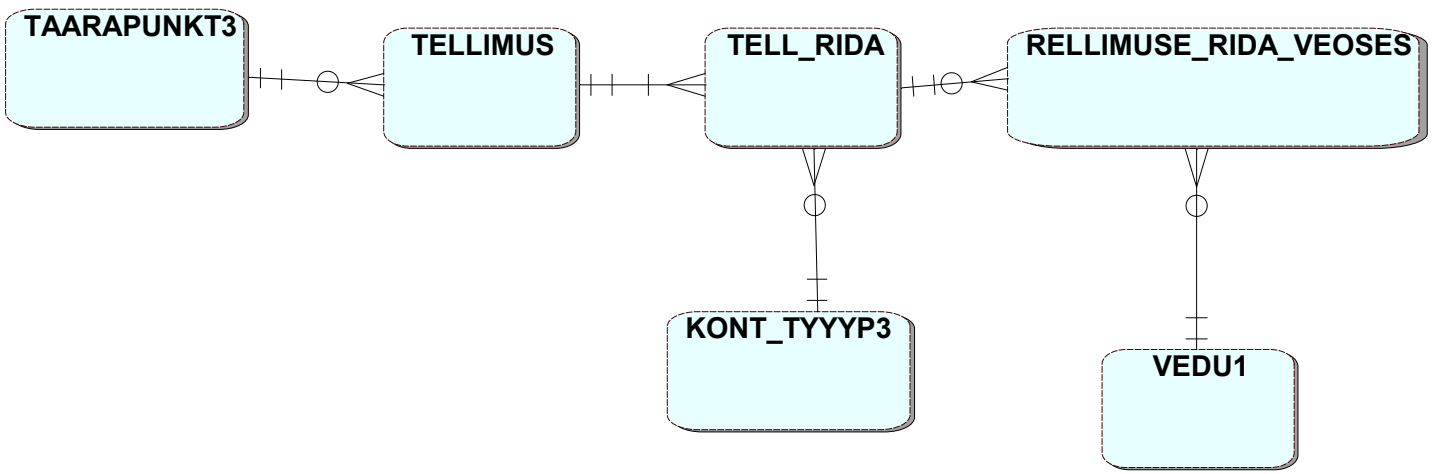 TAARAPUNKT3
TELLIMUS
TELL_RIDA
RELLIMUSE_RIDA_VEOSES
KONT_TYYYP3
VEDU1